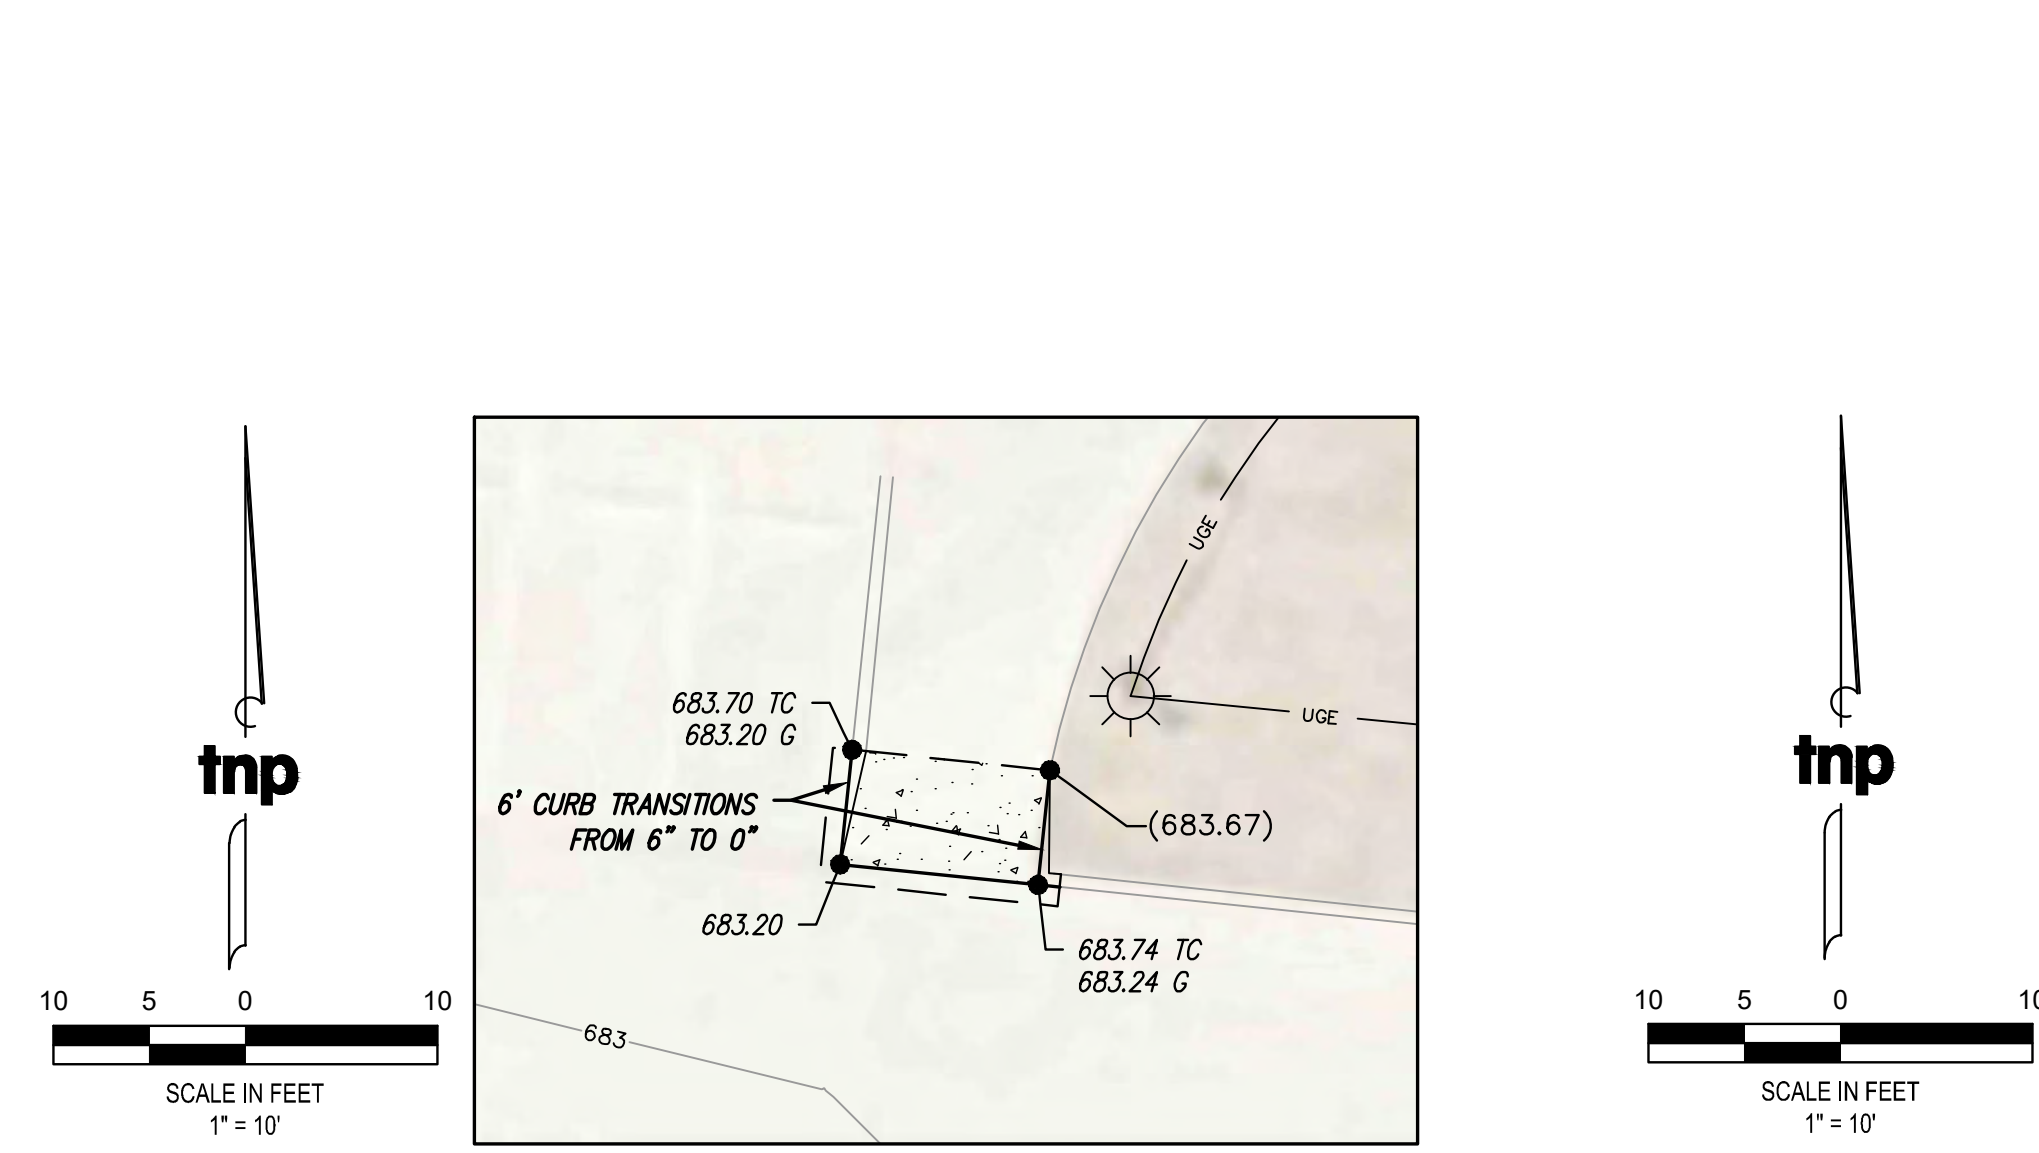 tnp
10 5 0 10
SCALE IN FEET
1" = 10'
UGE
UGE
683.70 TC
683.20 G
6' CURB TRANSITIONS
FROM 6" TO 0"
(683.67)
683.20
683.74 TC
683.24 G
683
tnp
10 5 0 10
SCALE IN FEET
1" = 10'